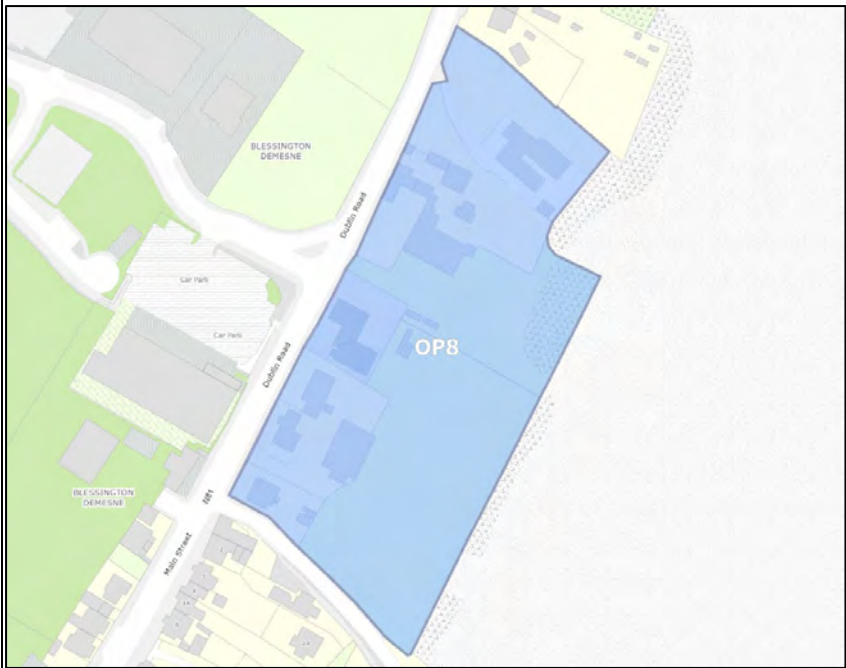 BLESSINGTON
DEMESNE
Dublin Road
Car Park
Car Park
OP8
Dublin Road
BLESSINGTON
DEMESNE
N81
Main Street